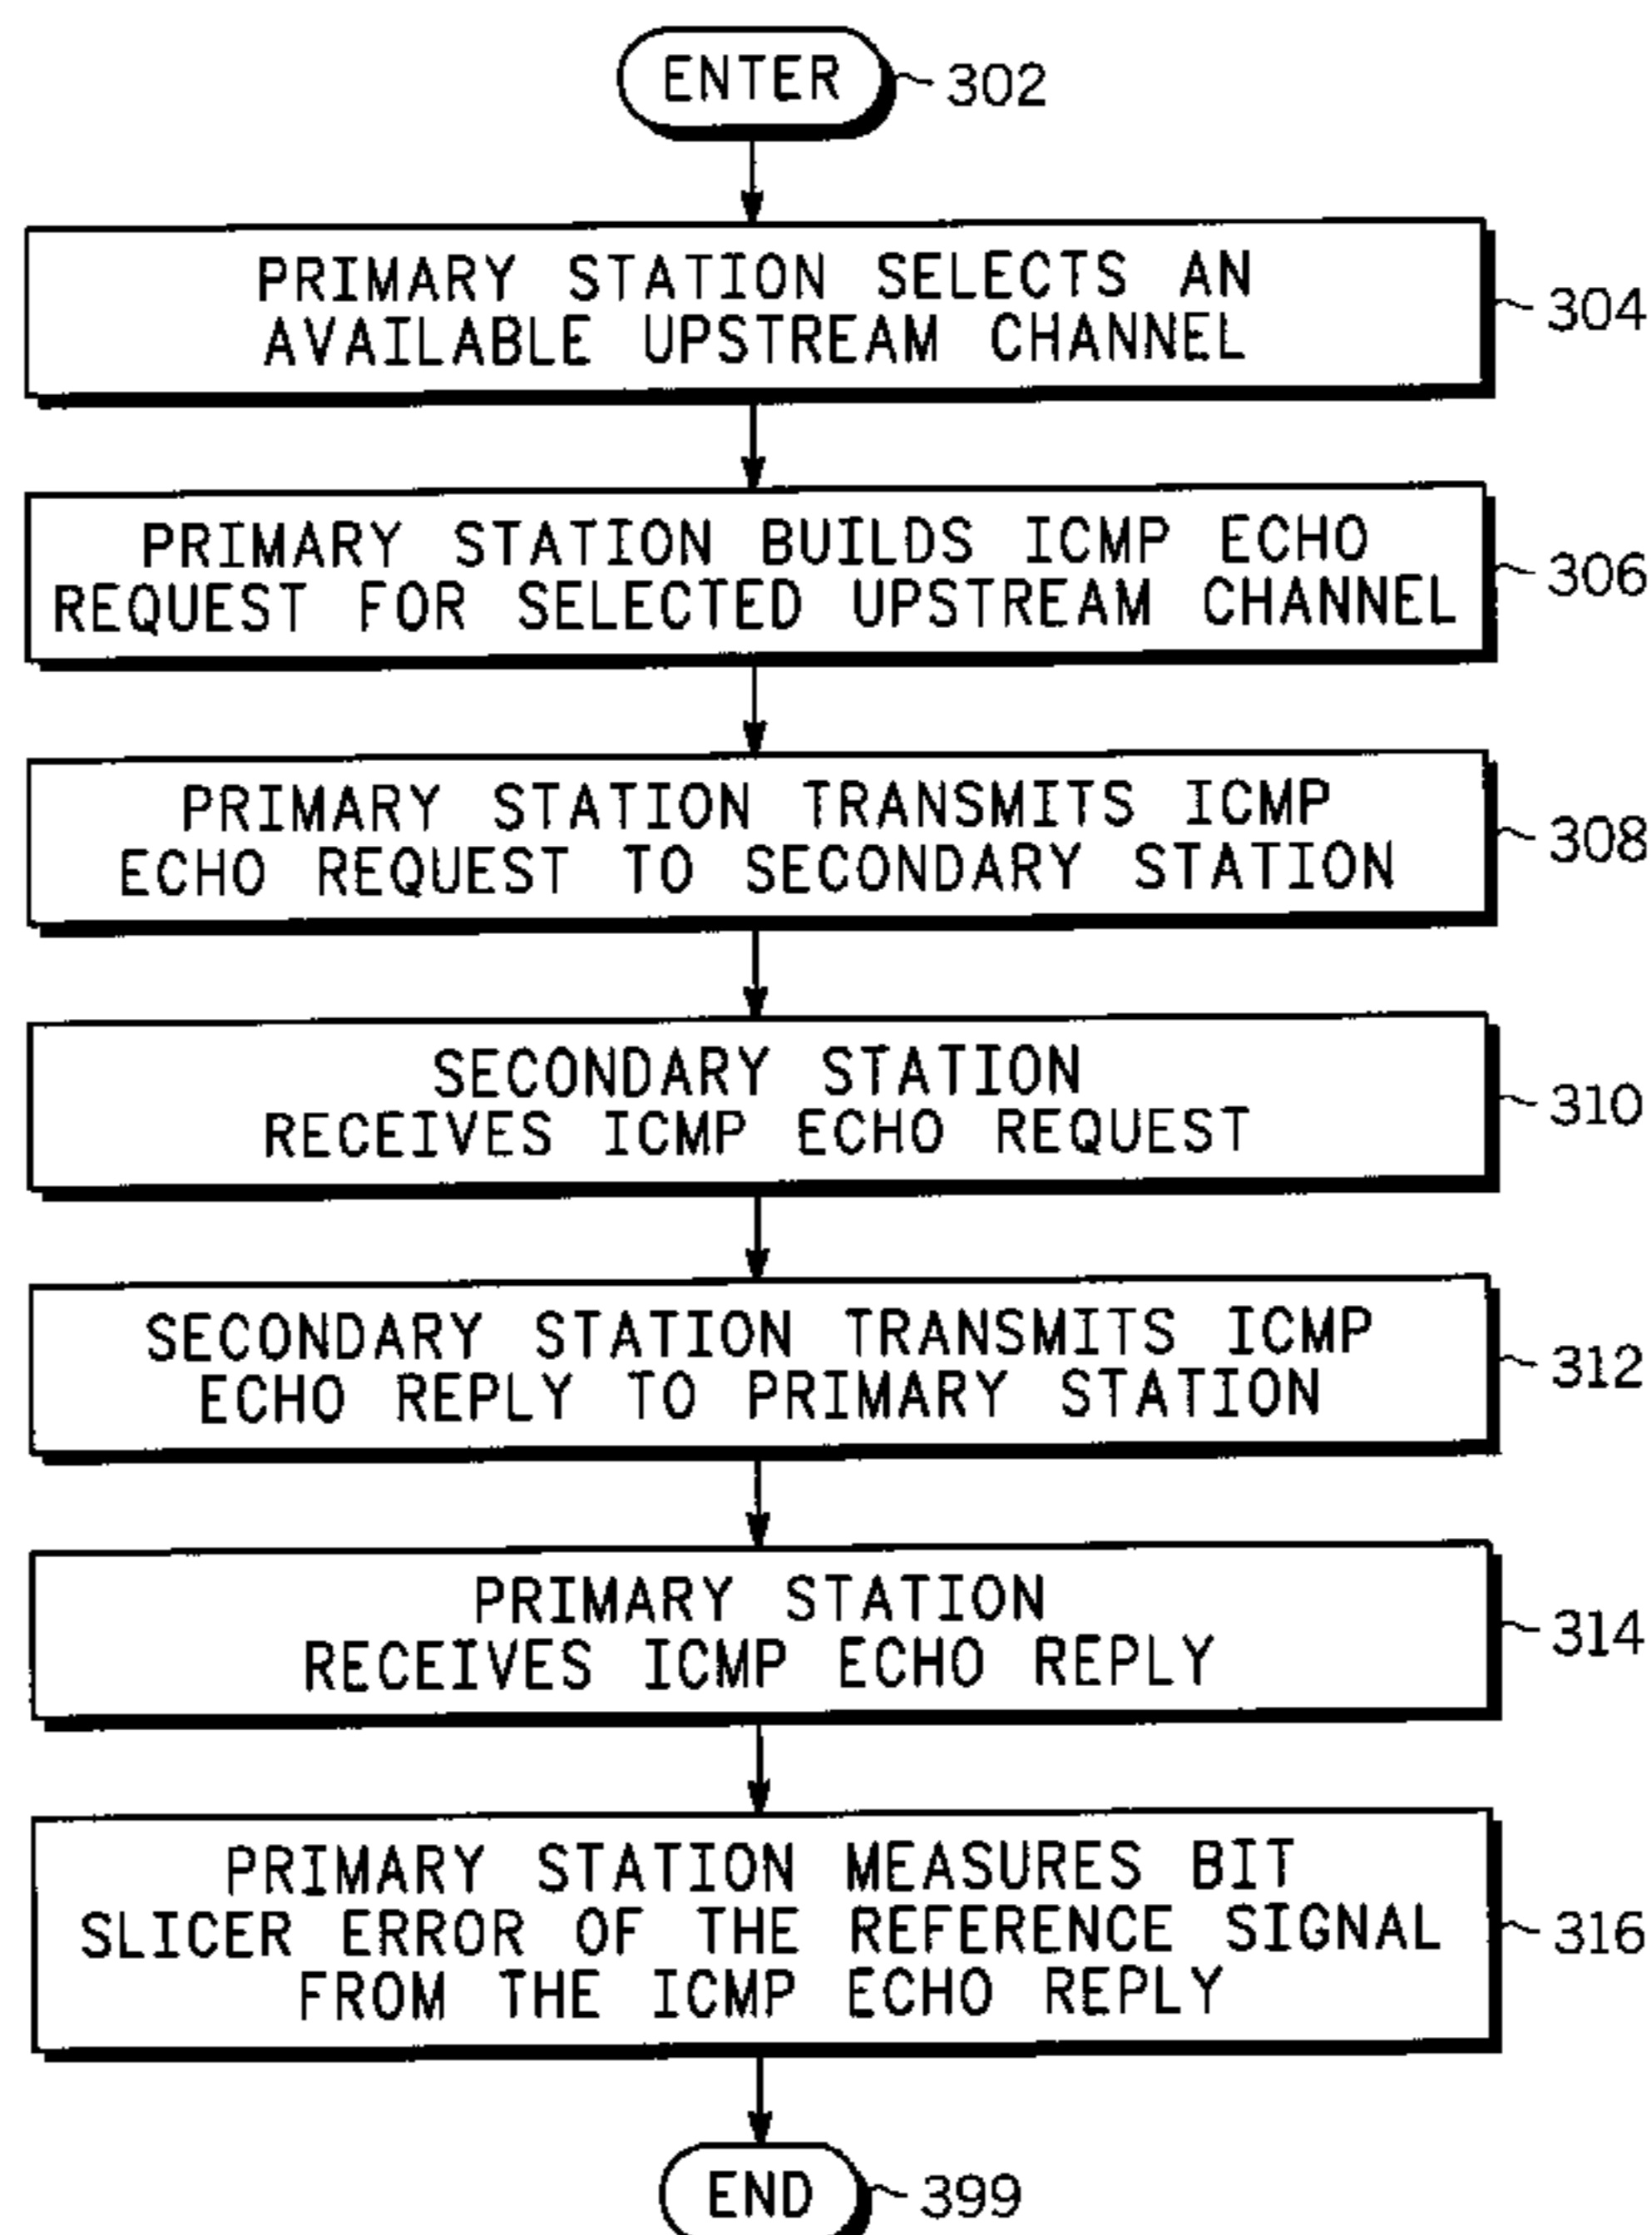 ENTER
302
PRIMARY STATION SELECTS AN
AVAILABLE UPSTREAM CHANNEL
304
PRIMARY STATION BUILDS ICMP ECHO
REQUEST FOR SELECTED UPSTREAM CHANNEL
306
PRIMARY STATION TRANSMITS ICMP
ECHO REQUEST TO SECONDARY STATION
308
SECONDARY STATION
RECEIVES ICMP ECHO REQUEST
310
SECONDARY STATION TRANSMITS ICMP
ECHO REPLY TO PRIMARY STATION
312
PRIMARY STATION
RECEIVES ICMP ECHO REPLY
314
PRIMARY STATION MEASURES BIT
SLICER ERROR OF THE REFERENCE SIGNAL
FROM THE ICMP ECHO REPLY
316
END
399